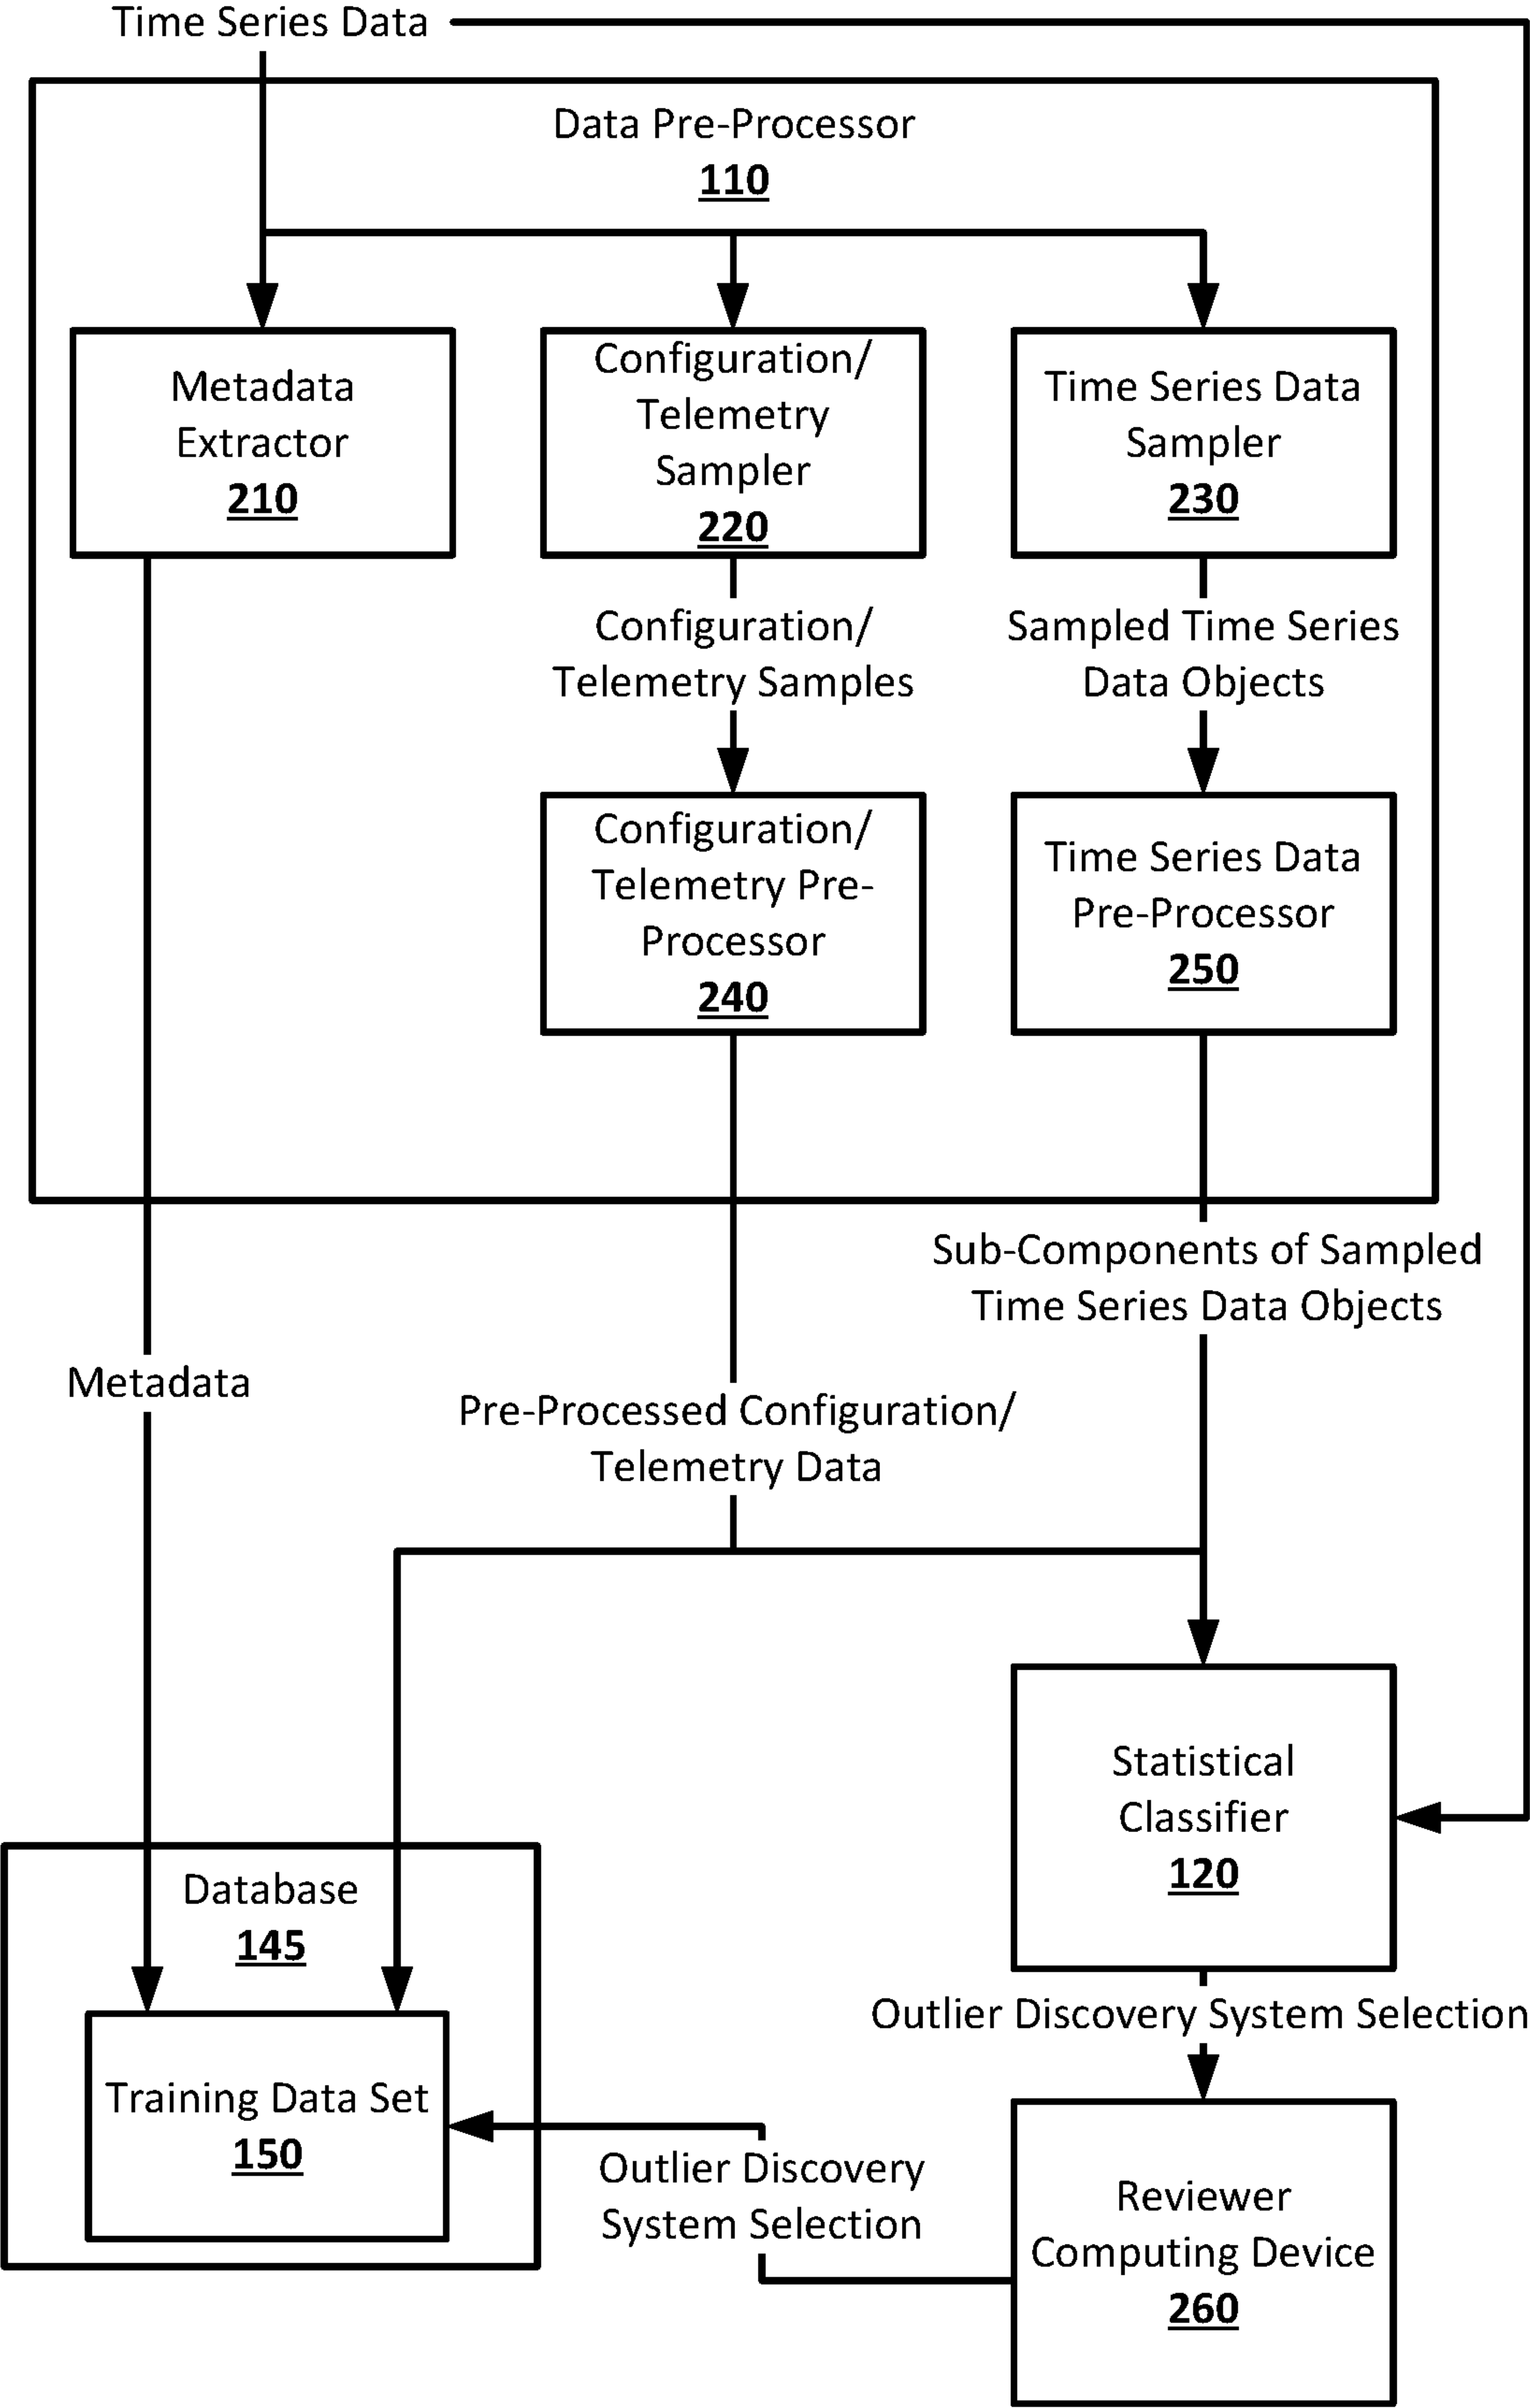 Time Series Data
Data Pre-Processor
110
Metadata
Extractor
210
Configuration/
Telemetry
Sampler
220
Time Series Data
Sampler
230
Configuration/
Telemetry Samples
Sampled Time Series
Data Objects
Configuration/
Telemetry Pre-
Processor
240
Time Series Data
Pre-Processor
250
Sub-Components of Sampled
Time Series Data Objects
Metadata
Pre-Processed Configuration/
Telemetry Data
Statistical
Classifier
120
Database
145
Outlier Discovery System Selection
Training Data Set
150
Outlier Discovery
System Selection
Reviewer
Computing Device
260